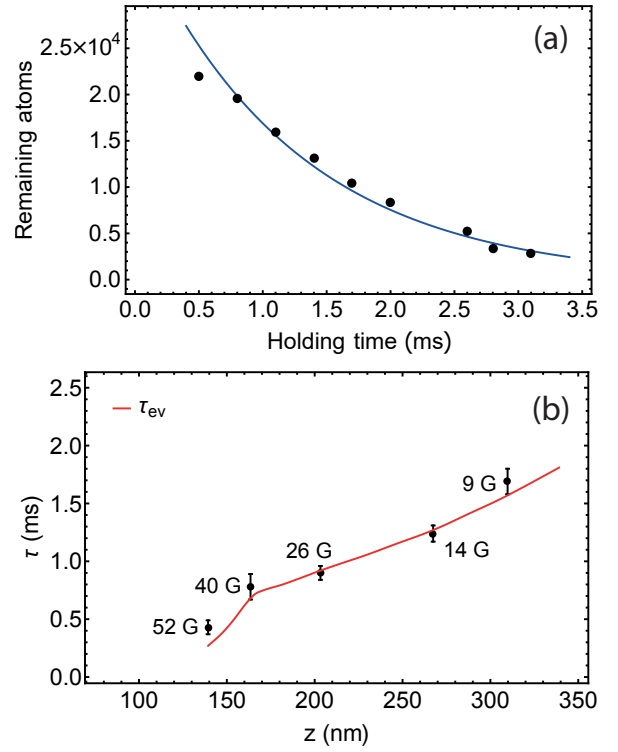 (a)
2.5×10⁴
2.0
1.5
1.0
0.5
0.0
Remaining atoms
0.0 0.5 1.0 1.5 2.0 2.5 3.0 3.5
Holding time (ms)
(b)
τev
2.5
2.0
1.5
1.0
0.5
0.0
τ (ms)
9 G
14 G
26 G
40 G
52 G
100 150 200 250 300 350
z (nm)